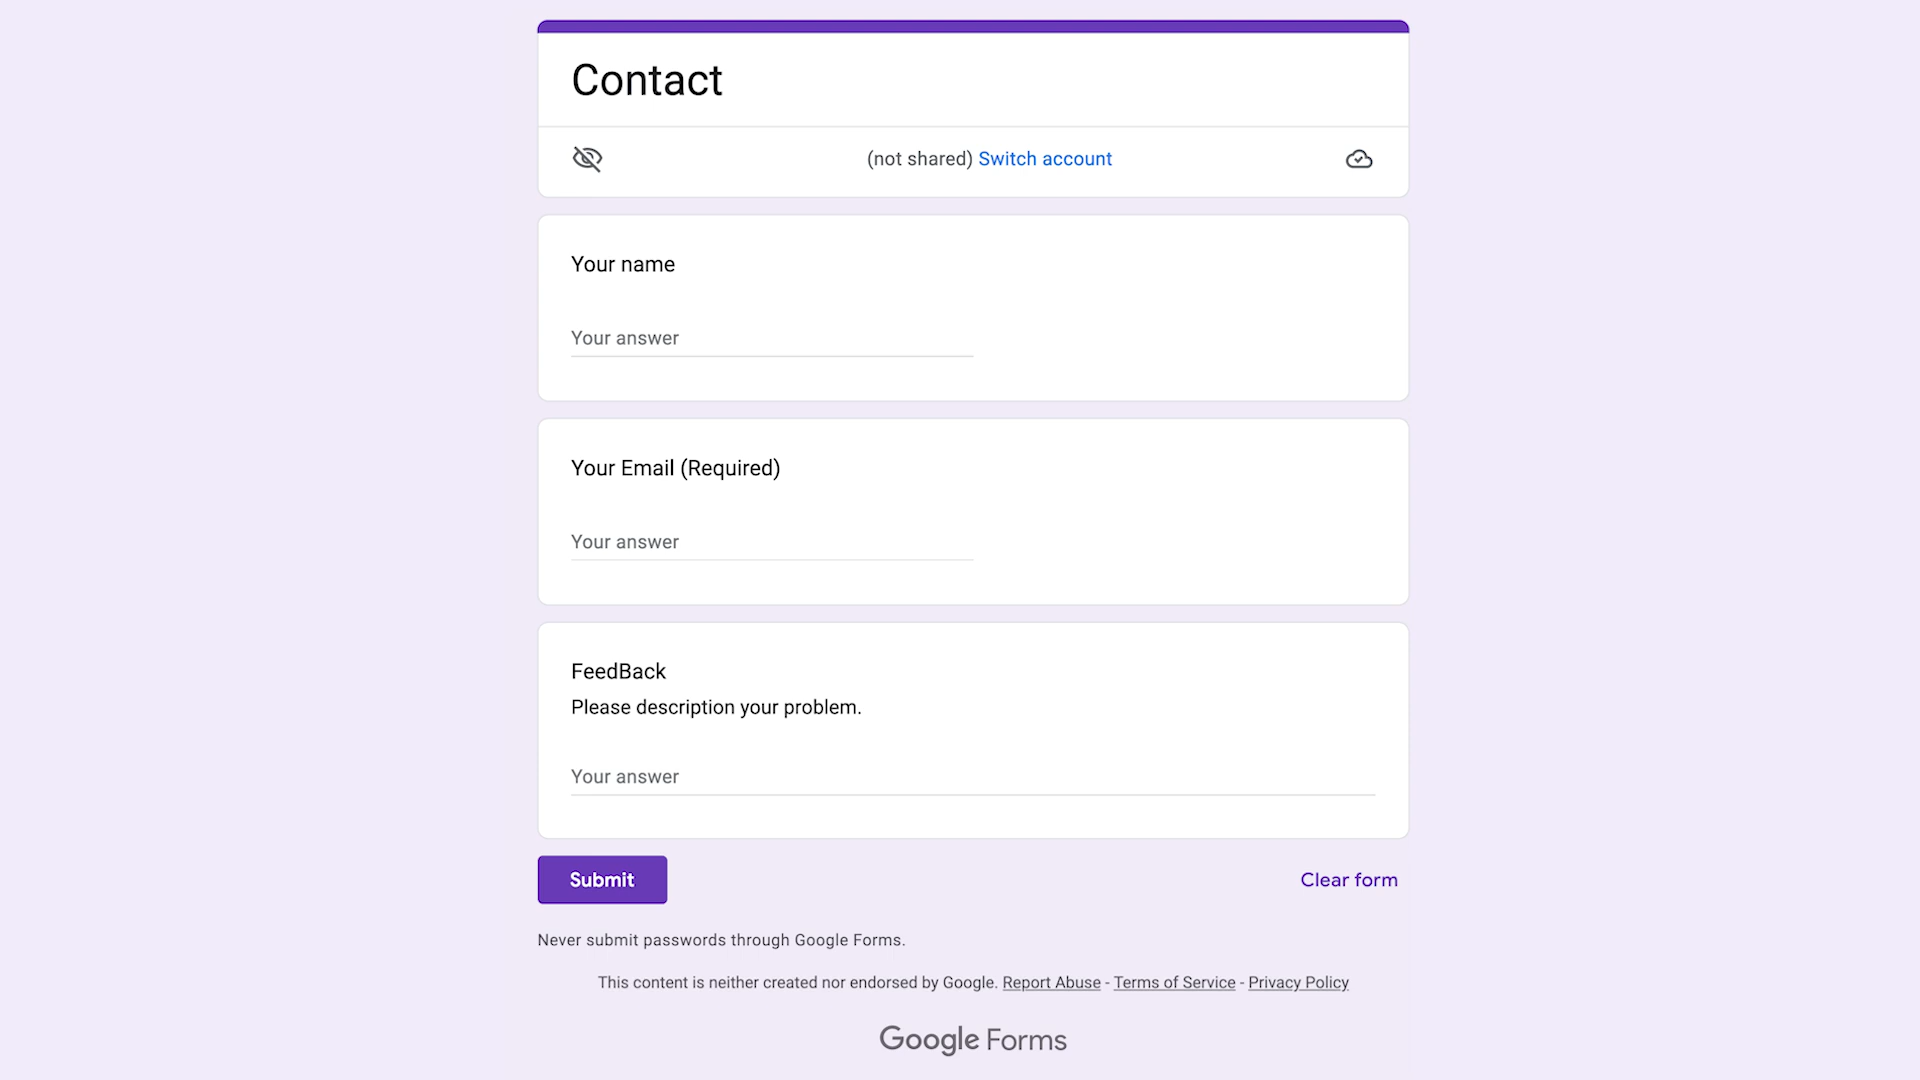 Contact
(not shared) Switch account
Your name
Your answer
Your Email (Required)
Your answer
FeedBack
Please description your problem.
Your answer
Submit
Clear form
Never submit passwords through Google Forms.
This content is neither created nor endorsed by Google. Report Abuse - Terms of Service - Privacy Policy
Google Forms